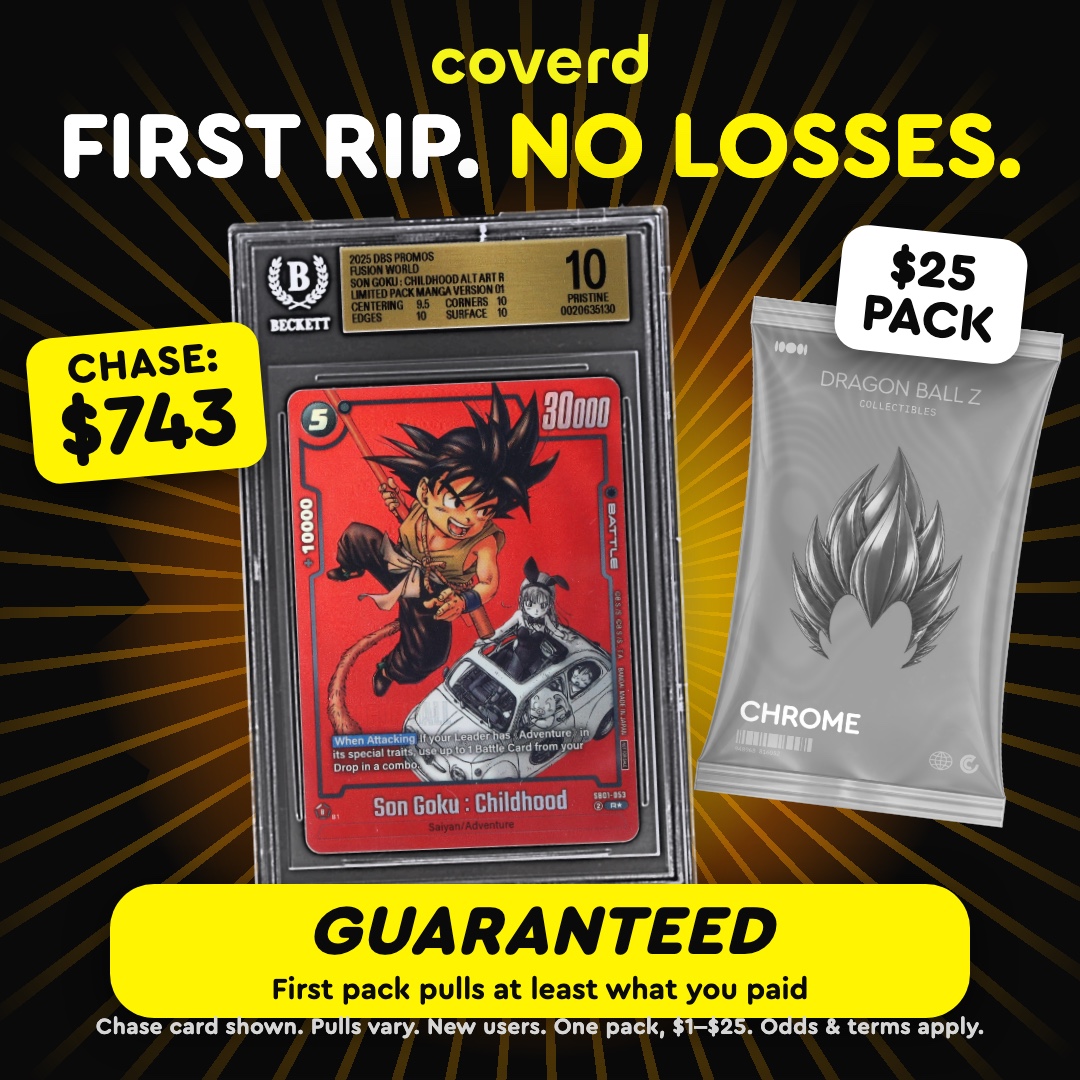 coverd
FIRST RIP. NO LOSSES.
$25
PACK
CHASE:
$743
B
BECKETT
2025 DBS PROMOS
FUSION WORLD
SON GOKU : CHILDHOOD ALT ART R
LIMITED PACK MANGA VERSION 01
CENTERING 9.5 CORNERS 10
EDGES 10 SURFACE 10
10
PRISTINE
0020635130
5
30000
+10000
BATTLE
When Attacking If your Leader has 《Adventure》 in
its special traits, use up to 1 Battle Card from your
Drop in a combo.
SB01-053
R★
Son Goku : Childhood
Saiyan/Adventure
DRAGON BALL Z
COLLECTIBLES
CHROME
GUARANTEED
First pack pulls at least what you paid
Chase card shown. Pulls vary. New users. One pack, $1–$25. Odds & terms apply.